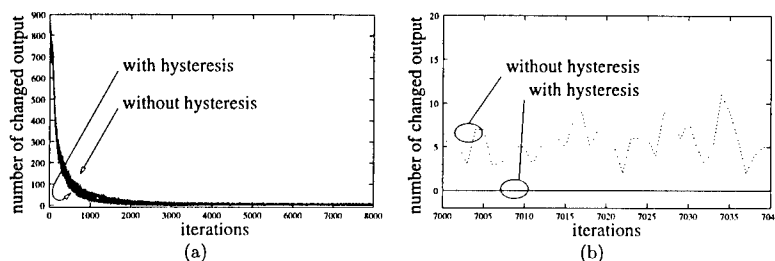 number of changed output
900
800
700
600
500
400
300
200
100
0
with hysteresis
without hysteresis
0 1000 2000 3000 4000 5000 6000 7000 8000
iterations
(a)
number of changed output
20
15
10
5
0
without hysteresis
with hysteresis
7000 7005 7010 7015 7020 7025 7030 7035 704
iterations
(b)